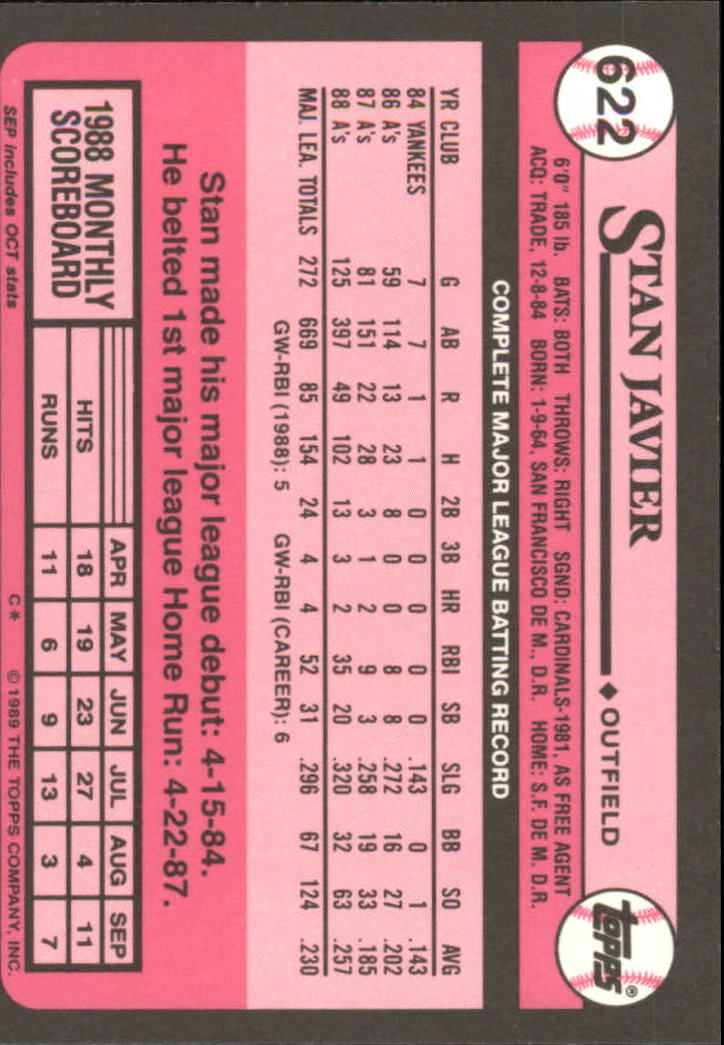 622
STAN JAVIER ◆ OUTFIELD
topps®
6'0" 185 lb. BATS: BOTH THROWS: RIGHT SGND: CARDINALS-1981, AS FREE AGENT
ACQ: TRADE, 12-8-84 BORN: 1-9-64, SAN FRANCISCO DE M., D.R. HOME: S.F. DE M. D.R.
COMPLETE MAJOR LEAGUE BATTING RECORD
YR CLUB G AB R H 2B 3B HR RBI SB SLG BB SO AVG
84 YANKEES 7 7 1 1 0 0 0 0 0 .143 0 1 .143
86 A's 59 114 13 23 8 0 0 8 8 .272 16 27 .202
87 A's 81 151 22 28 3 1 2 9 3 .258 19 33 .185
88 A's 125 397 49 102 13 3 2 35 20 .320 32 63 .257
MAJ. LEA. TOTALS 272 669 85 154 24 4 4 52 31 .296 67 124 .230
GW-RBI (1988): 5 GW-RBI (CAREER): 6
Stan made his major league debut: 4-15-84.
He belted 1st major league Home Run: 4-22-87.
1988 MONTHLY
SCOREBOARD
APR MAY JUN JUL AUG SEP
HITS 18 19 23 27 4 11
RUNS 11 6 9 13 3 7
SEP includes OCT stats C* © 1989 THE TOPPS COMPANY, INC.